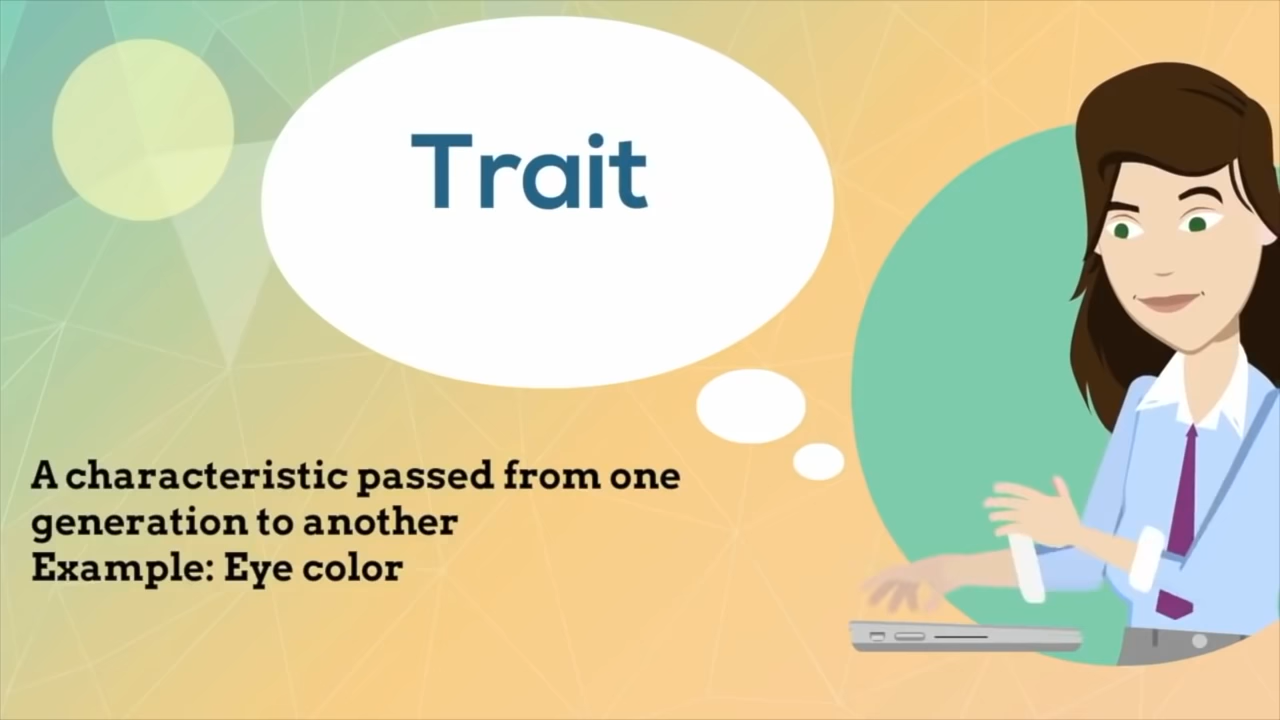 Trait
A characteristic passed from one
generation to another
Example: Eye color